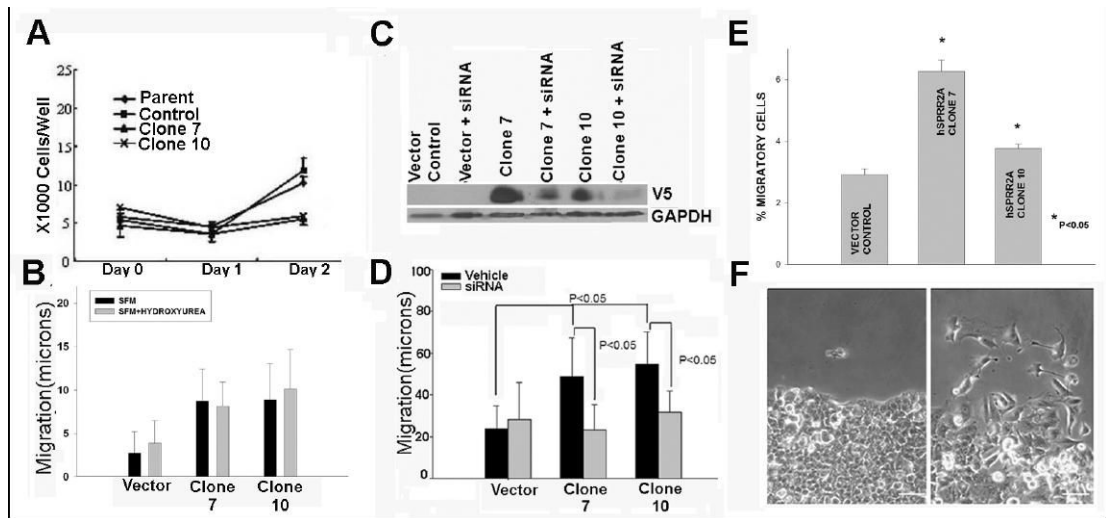 A
X1000 Cells/Well
25
20
15
10
5
0
Parent
Control
Clone 7
Clone 10
Day 0 Day 1 Day 2
B
Migration(microns)
20
15
10
5
0
SFM
SFM+HYDROXYUREA
Vector Clone 7 Clone 10
C
Vector Control
Vector + siRNA
Clone 7
Clone 7 + siRNA
Clone 10
Clone 10 + siRNA
V5
GAPDH
D
Migration(microns)
100
80
60
40
20
00
Vehicle
siRNA
P<0.05
P<0.05
P<0.05
Vector Clone 7 Clone 10
E
% MIGRATORY CELLS
6
4
2
0
VECTOR CONTROL
*
hSPRR2A CLONE 7
*
hSPRR2A CLONE 10
* P<0.05
F